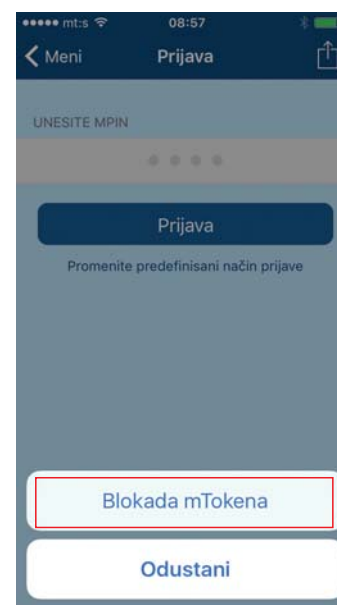 mt:s 08:57
Meni Prijava
UNESITE MPIN
Prijava
Promenite predefinisani način prijave
Blokada mTokena
Odustani